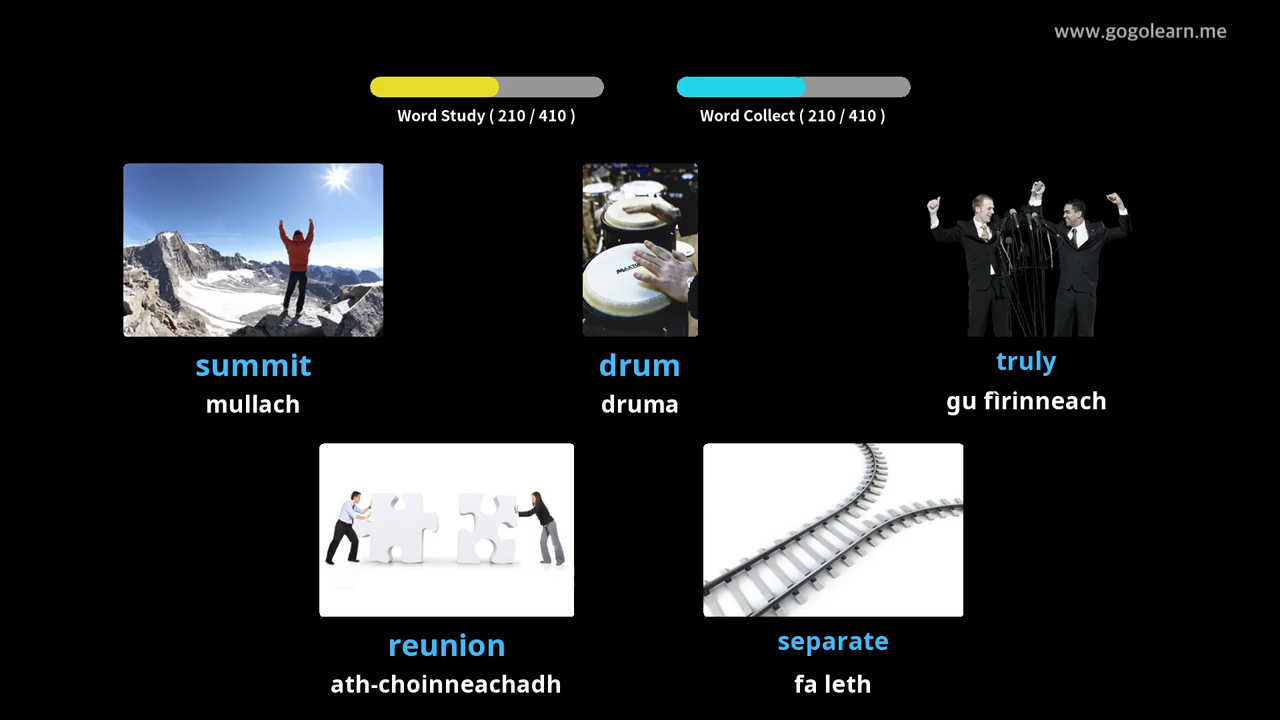 www.gogolearn.me
Word Study ( 210 / 410 )
Word Collect ( 210 / 410 )
summit
mullach
drum
druma
truly
gu fìrinneach
reunion
ath-choinneachadh
separate
fa leth